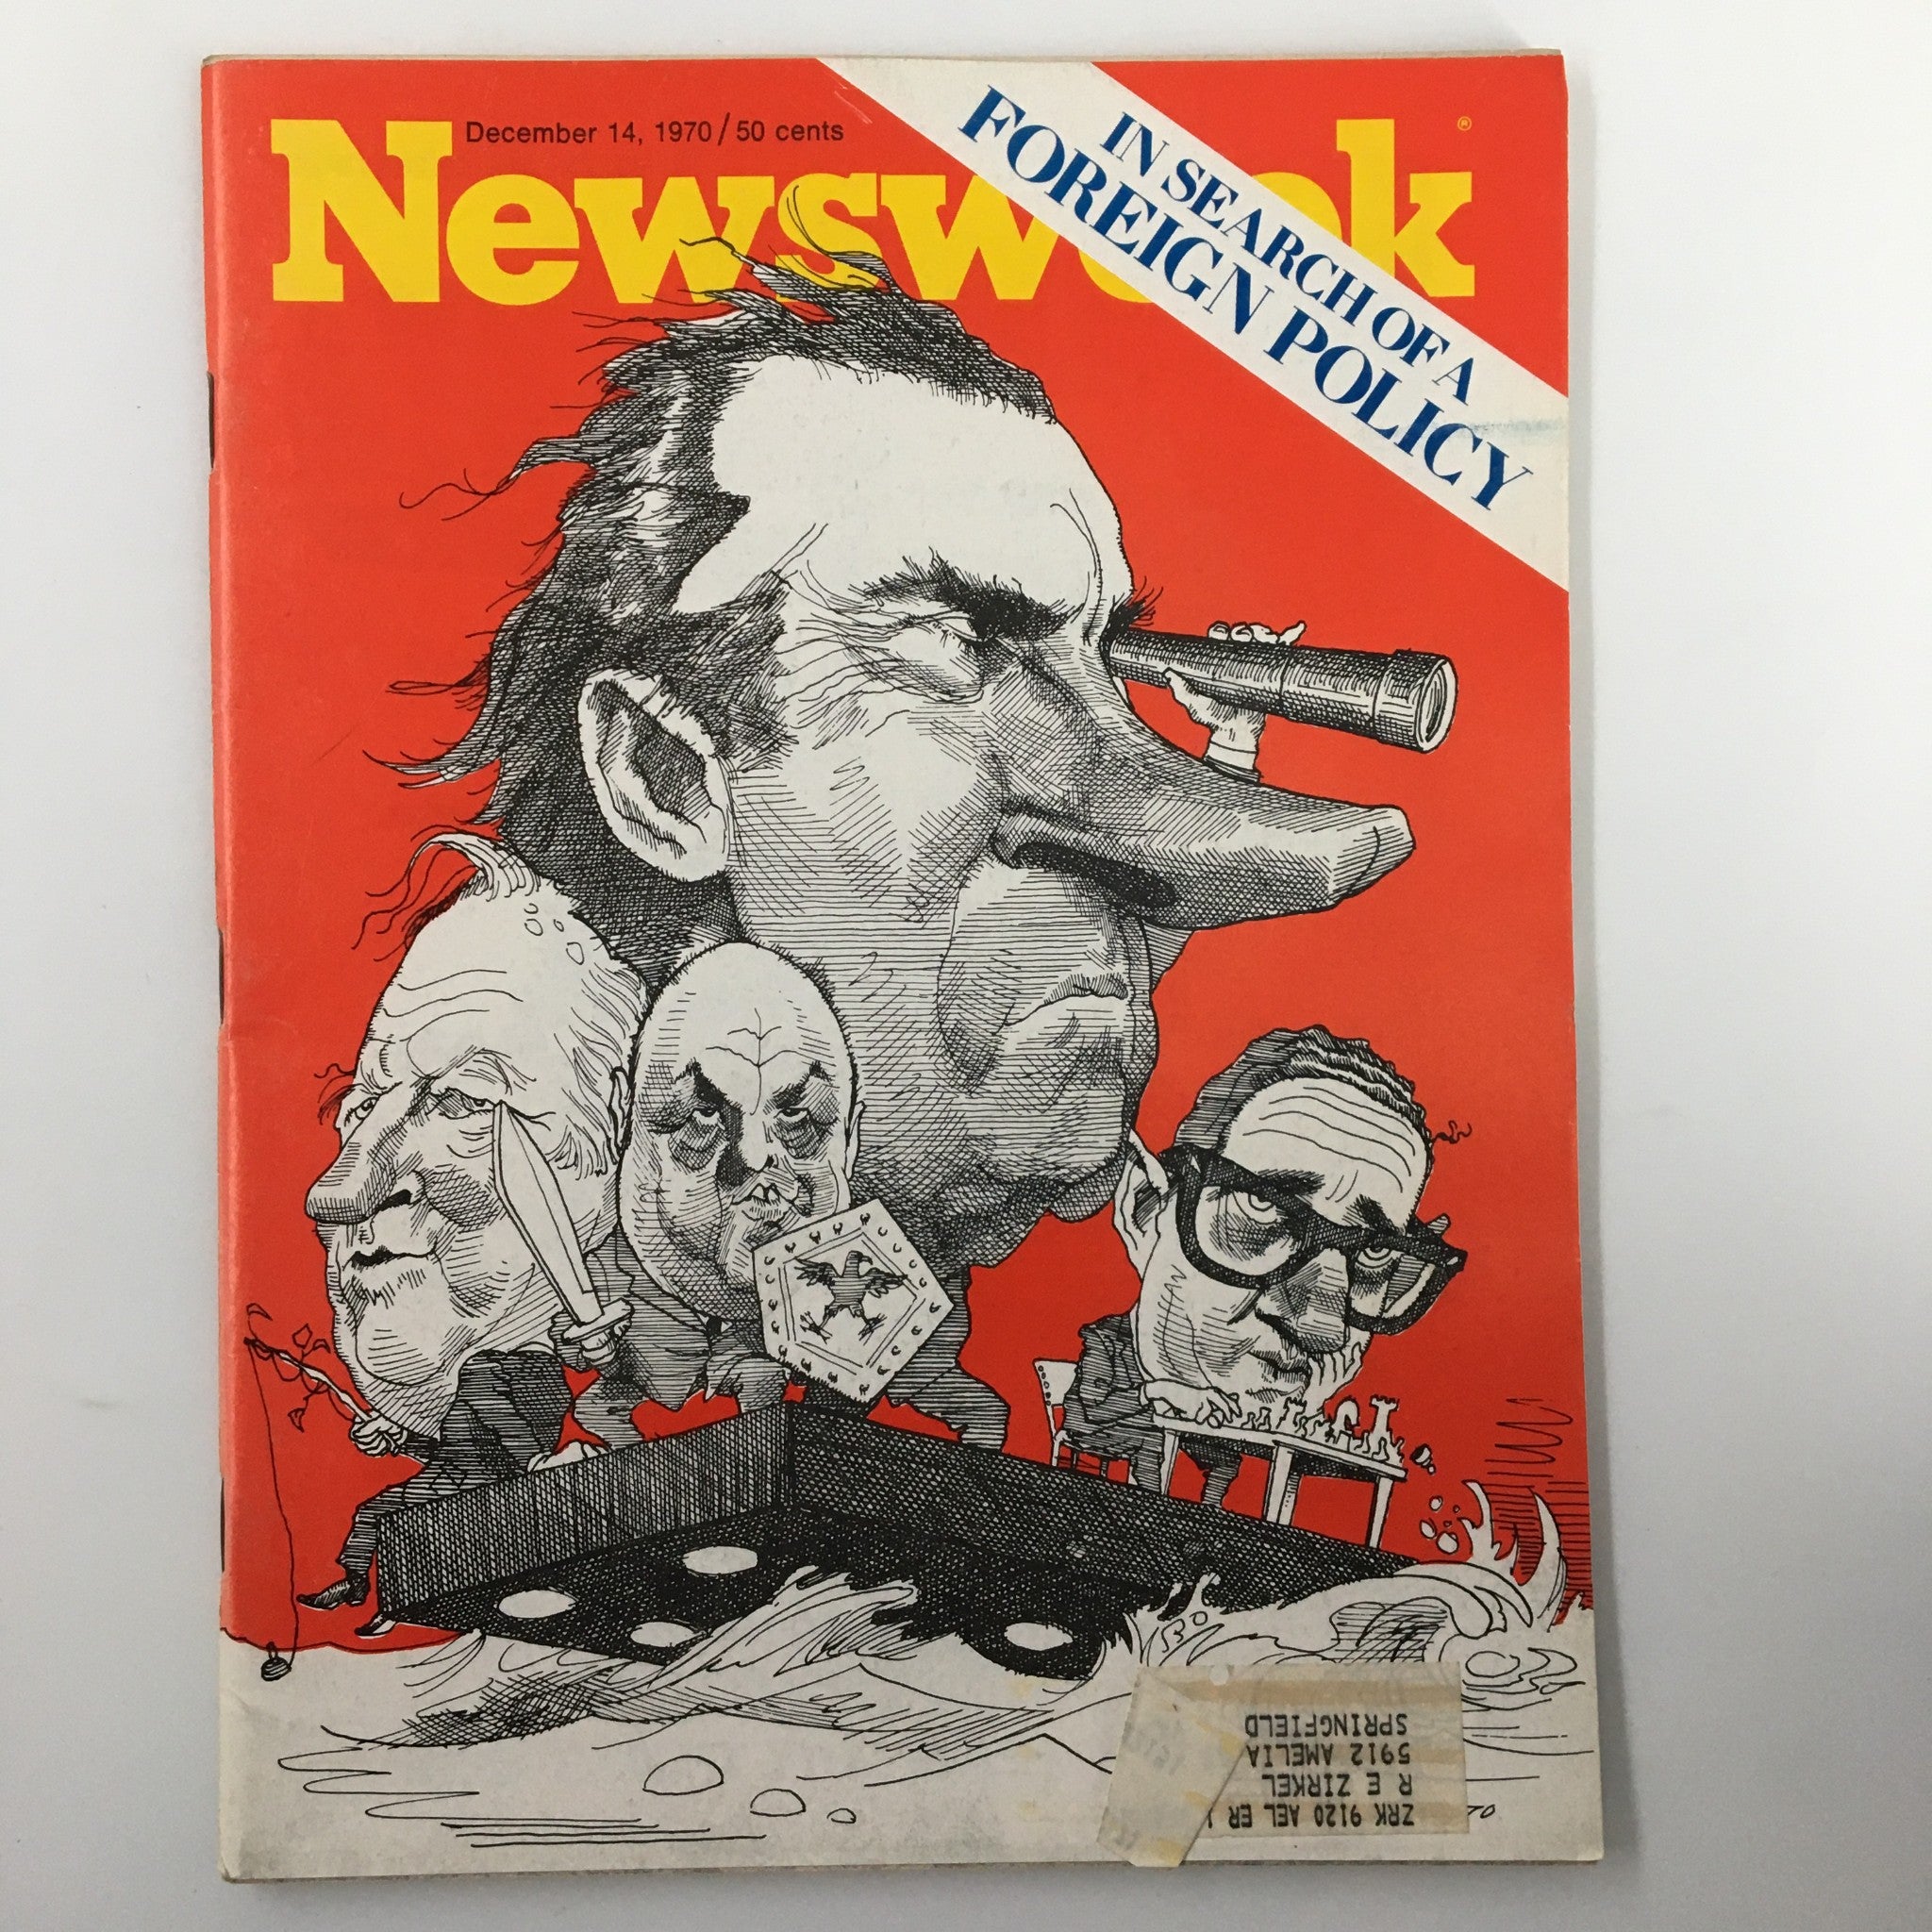 December 14, 1970 / 50 cents
Newsweek
®
IN SEARCH OF A
FOREIGN POLICY
ZRK 9120 AEL ER
R E ZIRKEL
5912 AMELIA
SPRINGFIELD